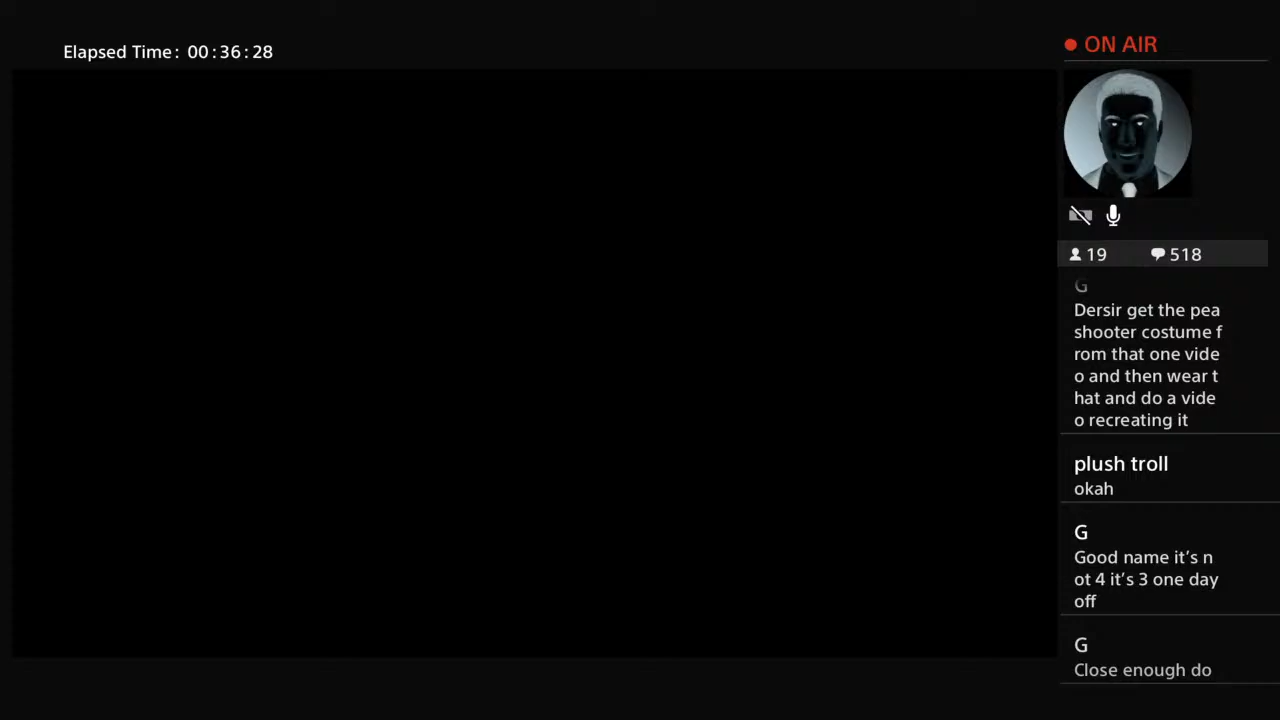 Elapsed Time: 00:36:28
ON AIR
19 518
G
Dersir get the pea
shooter costume f
rom that one vide
o and then wear t
hat and do a vide
o recreating it
plush troll
okah
G
Good name it's n
ot 4 it's 3 one day
off
G
Close enough do